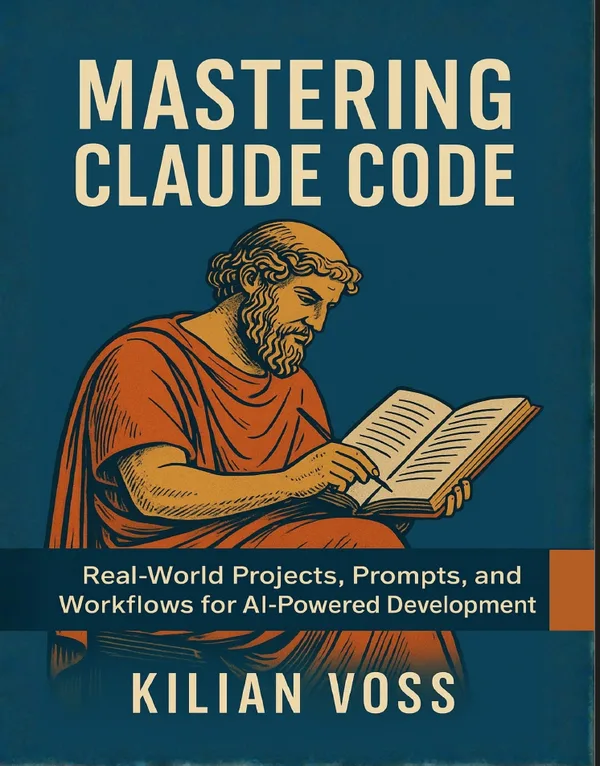 MASTERING
CLAUDE CODE
Real-World Projects, Prompts, and
Workflows for AI-Powered Development
KILIAN VOSS